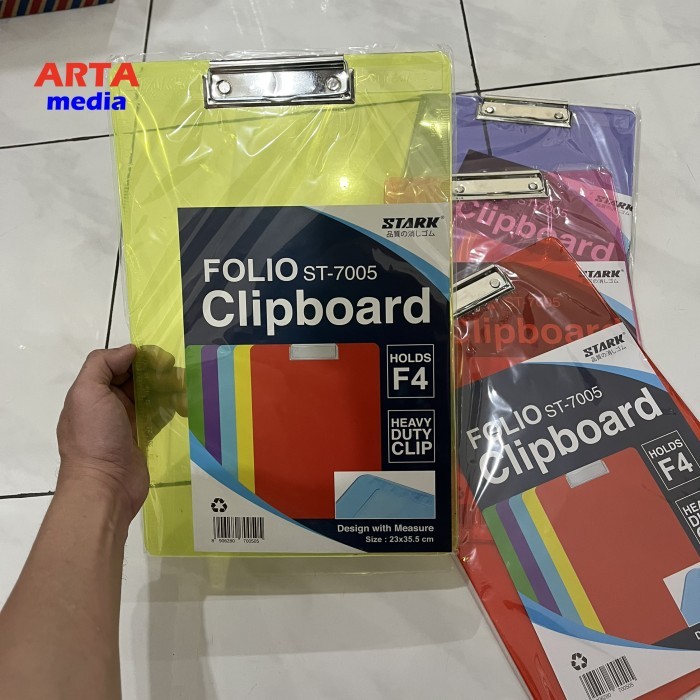 ARTA
media
STARK
品質の消しゴム
FOLIO ST-7005
Clipboard
HOLDS
F4
HEAVY
DUTY
CLIP
Design with Measure
Size : 23x35.5 cm
Clipboard
STARK
STARK
品質の消しゴム
FOLIO ST-7005
Clipboard
HOLDS
F4